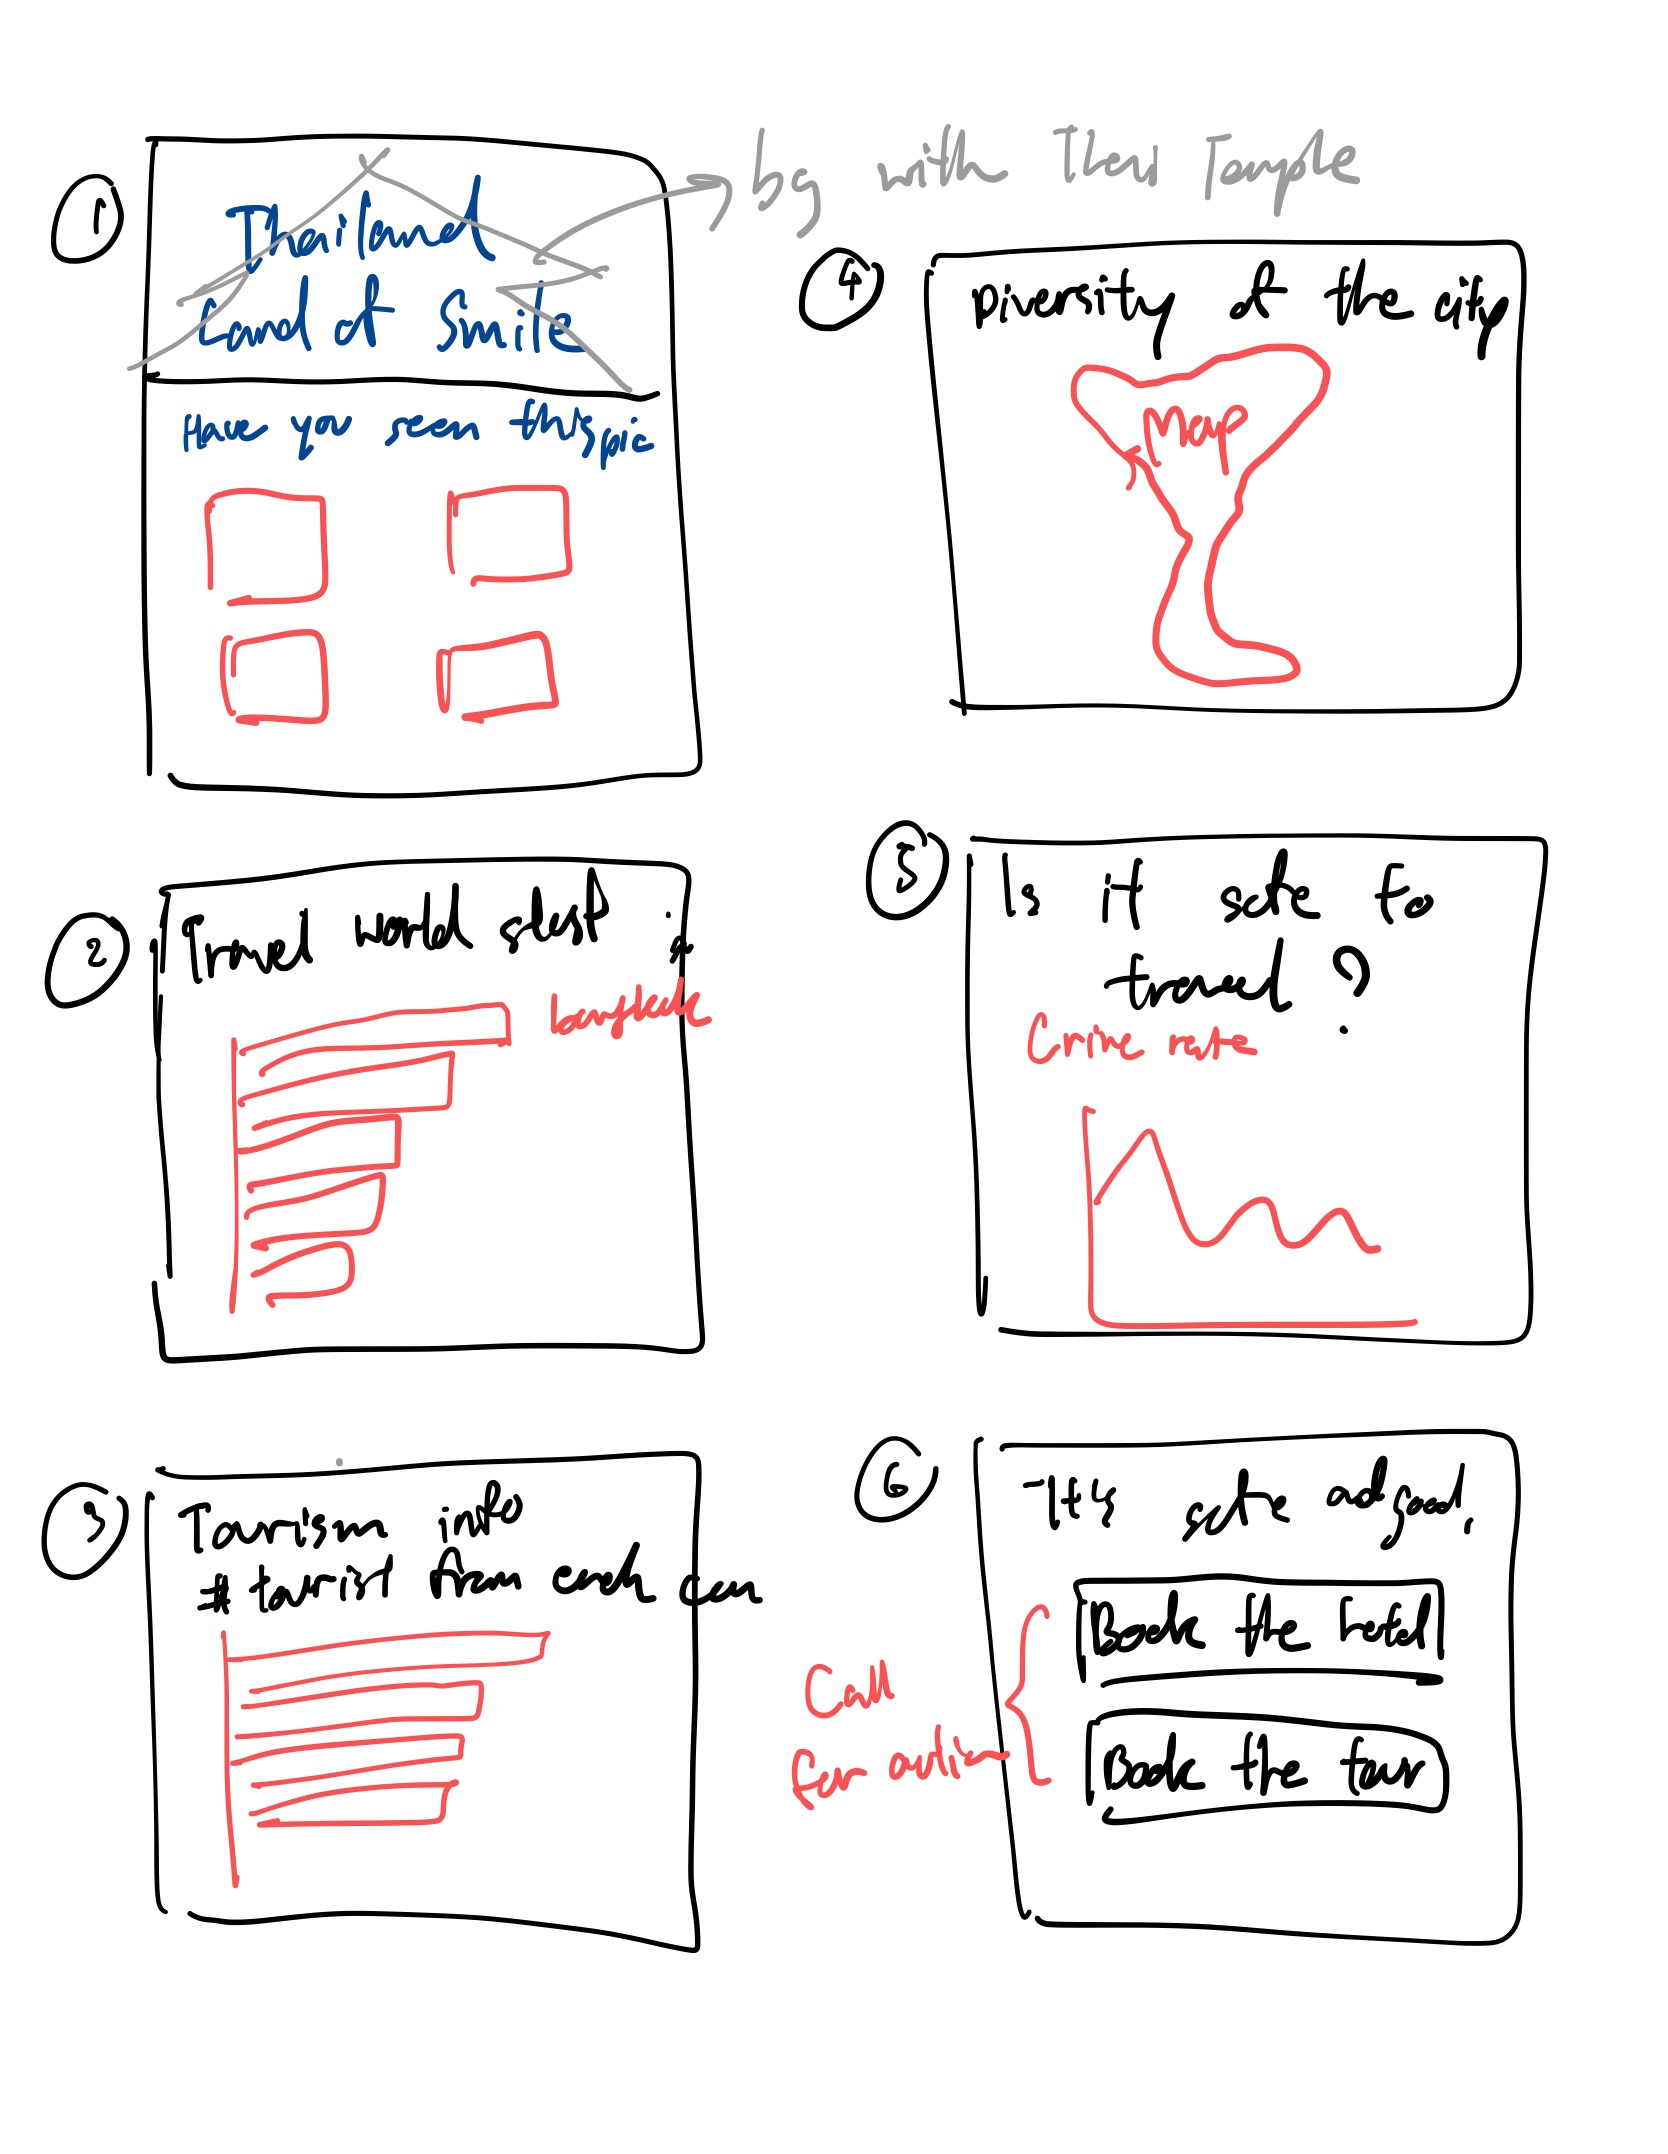 1
Thailand
Land of Smile
bg with Thai Temple
Have you seen this pic
2
Travel world
bangkok
3
Tourism info
# tourist from each coun
4
Diversity of the city
Map
5
Is it safe to
travel ?
Crime rate
6
It's safe and good.
Book the hotel
Book the tour
Call
for action